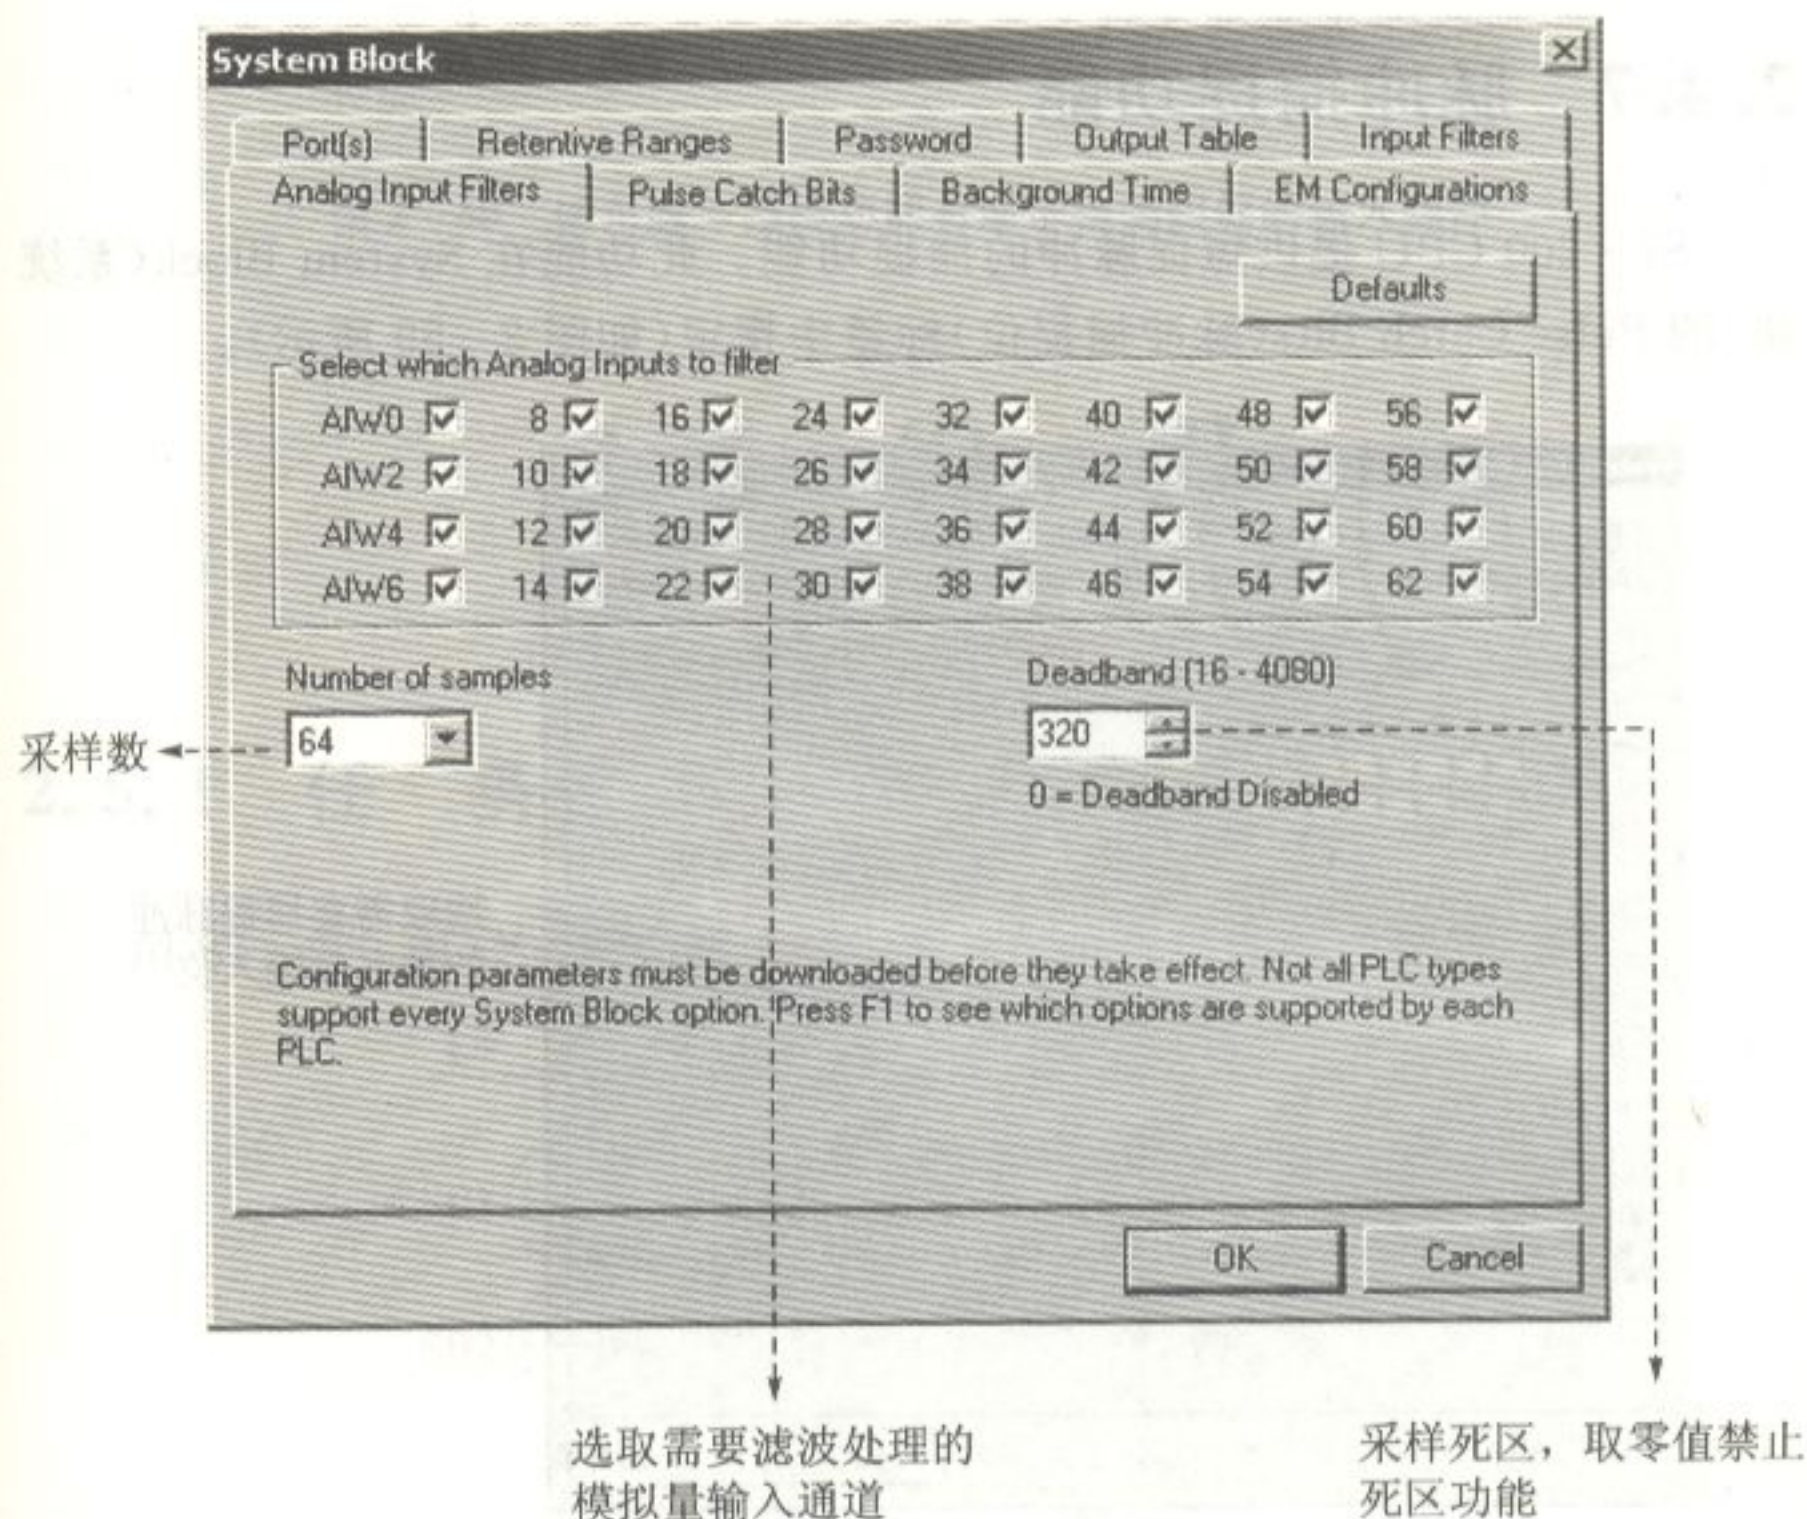 System Block
Port(s) Retentive Ranges Password Output Table Input Filters
Analog Input Filters Pulse Catch Bits Background Time EM Configurations
Defaults
Select which Analog Inputs to filter
AIW0 8 16 24 32 40 48 56
AIW2 10 18 26 34 42 50 58
AIW4 12 20 28 36 44 52 60
AIW6 14 22 30 38 46 54 62
Number of samples Deadband (16 - 4080)
采样数 64 320
0 = Deadband Disabled
Configuration parameters must be downloaded before they take effect. Not all PLC types
support every System Block option. Press F1 to see which options are supported by each
PLC.
OK Cancel
选取需要滤波处理的
模拟量输入通道
采样死区，取零值禁止
死区功能